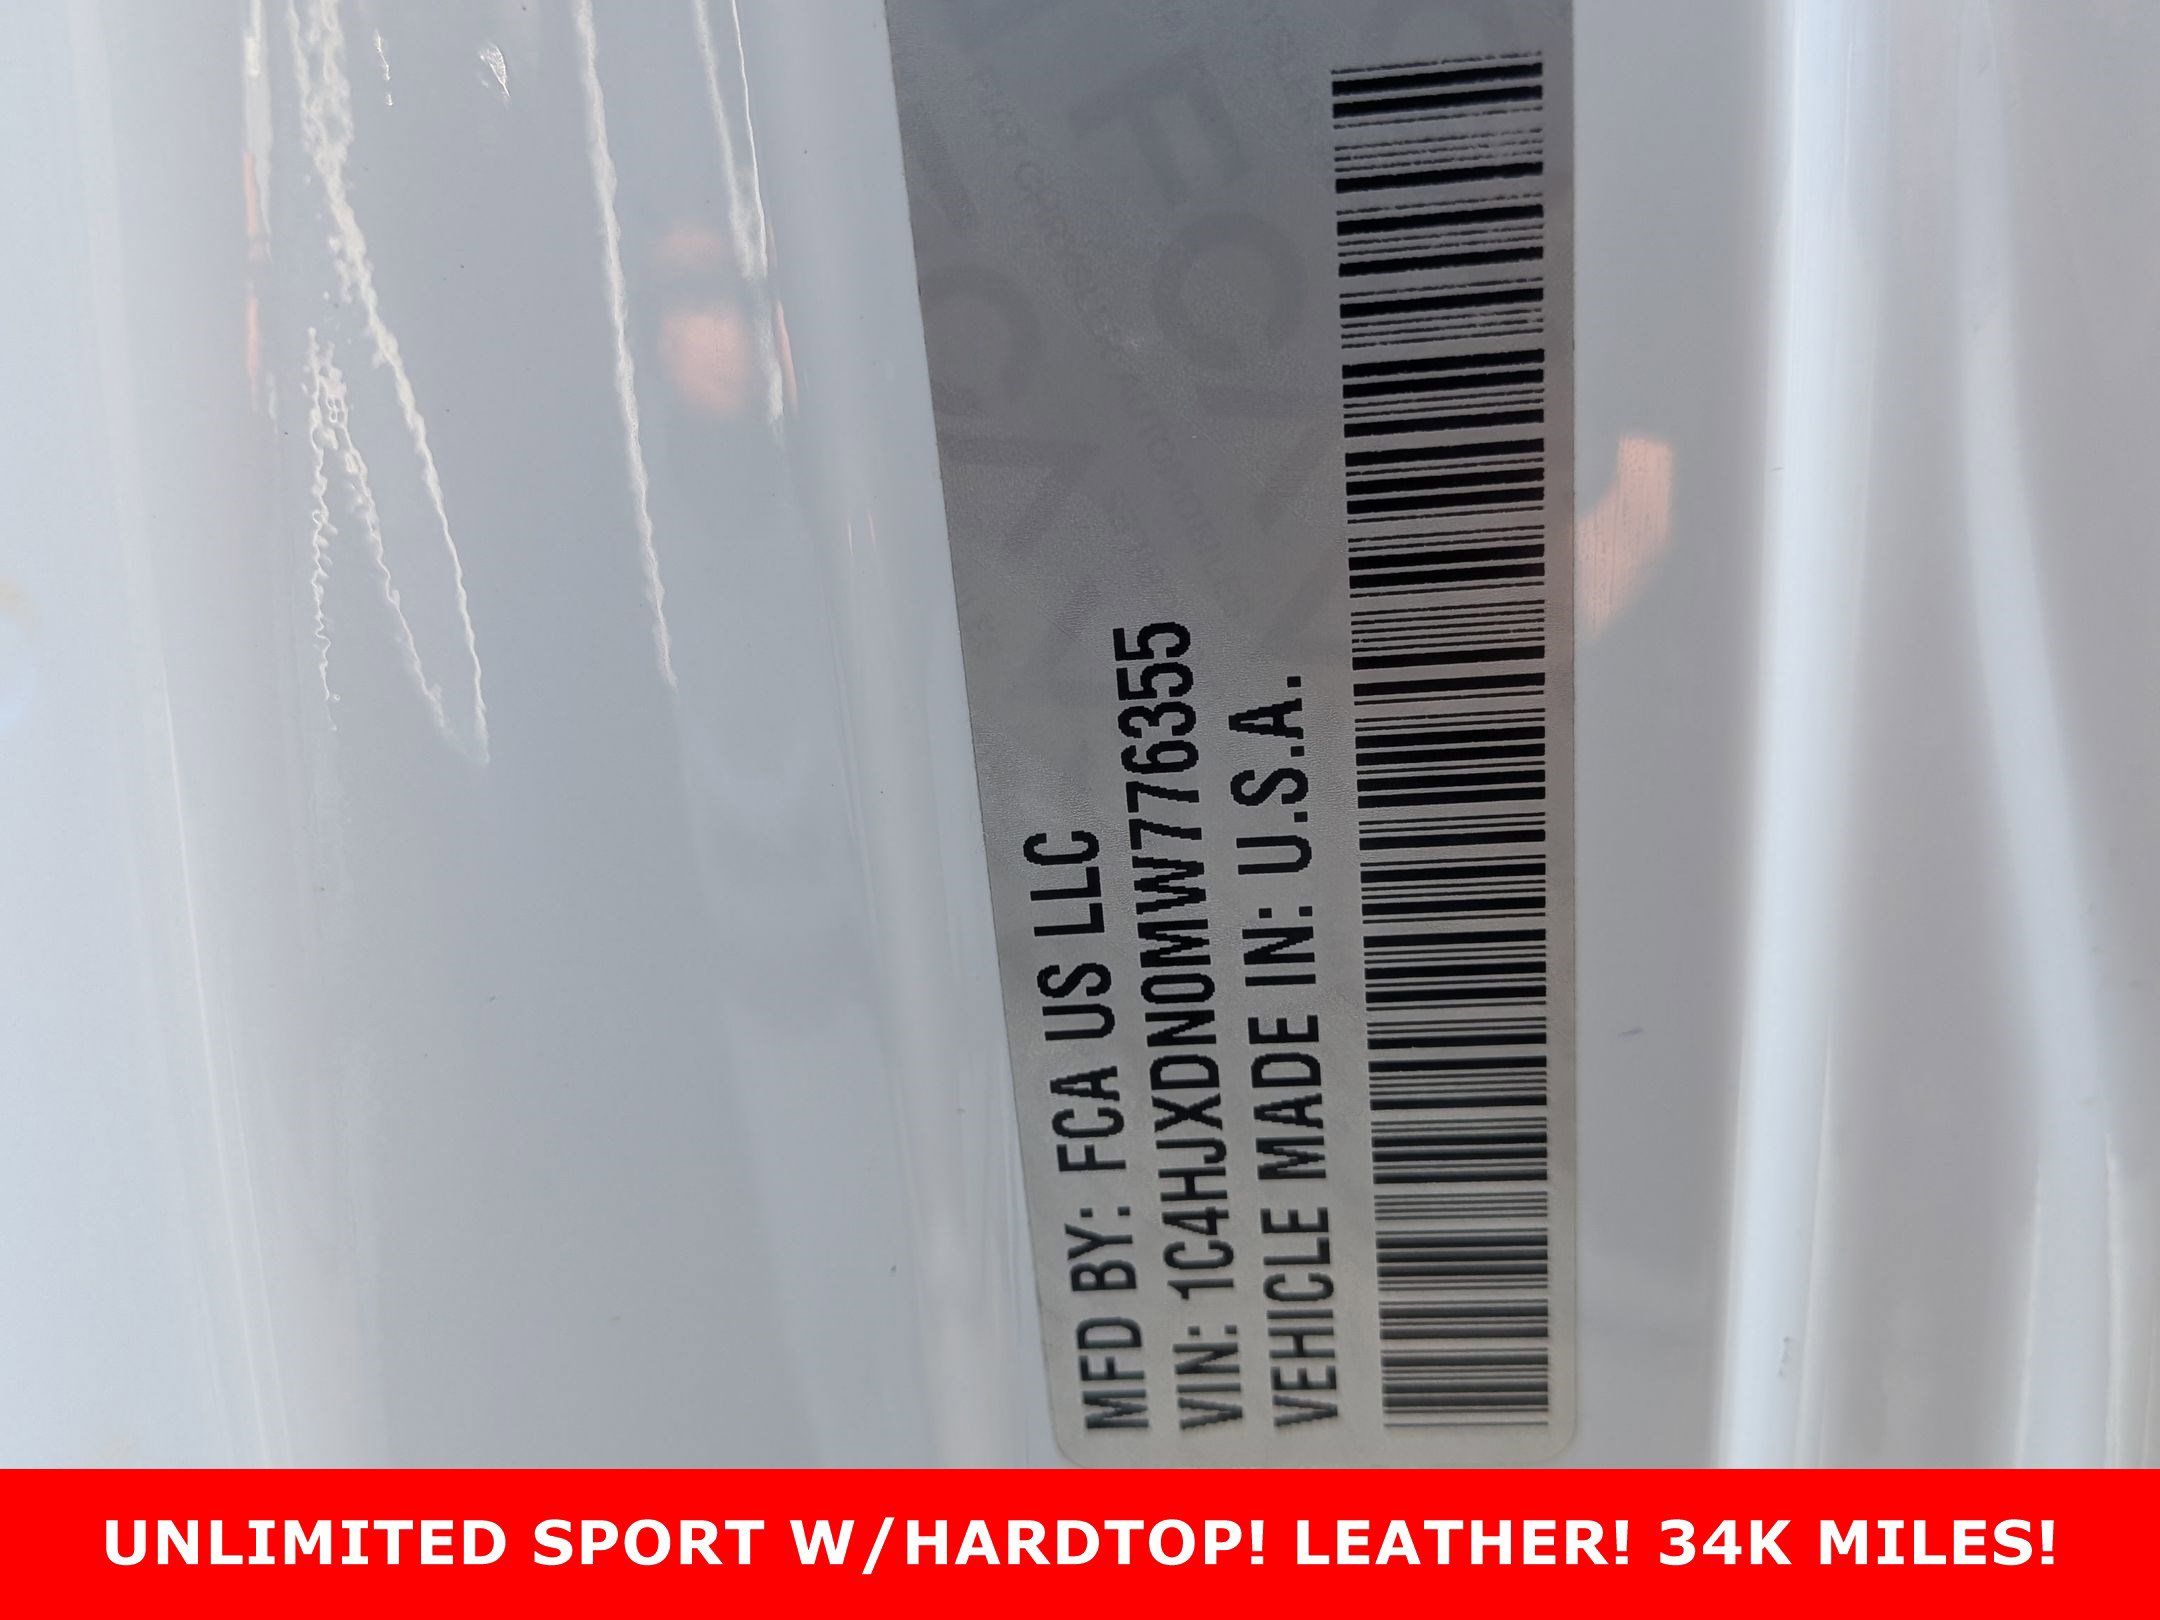 MFD BY: FCA US LLC
VIN: 1C4HJXDN0MW776355
VEHICLE MADE IN: U.S.A.
UNLIMITED SPORT W/HARDTOP! LEATHER! 34K MILES!